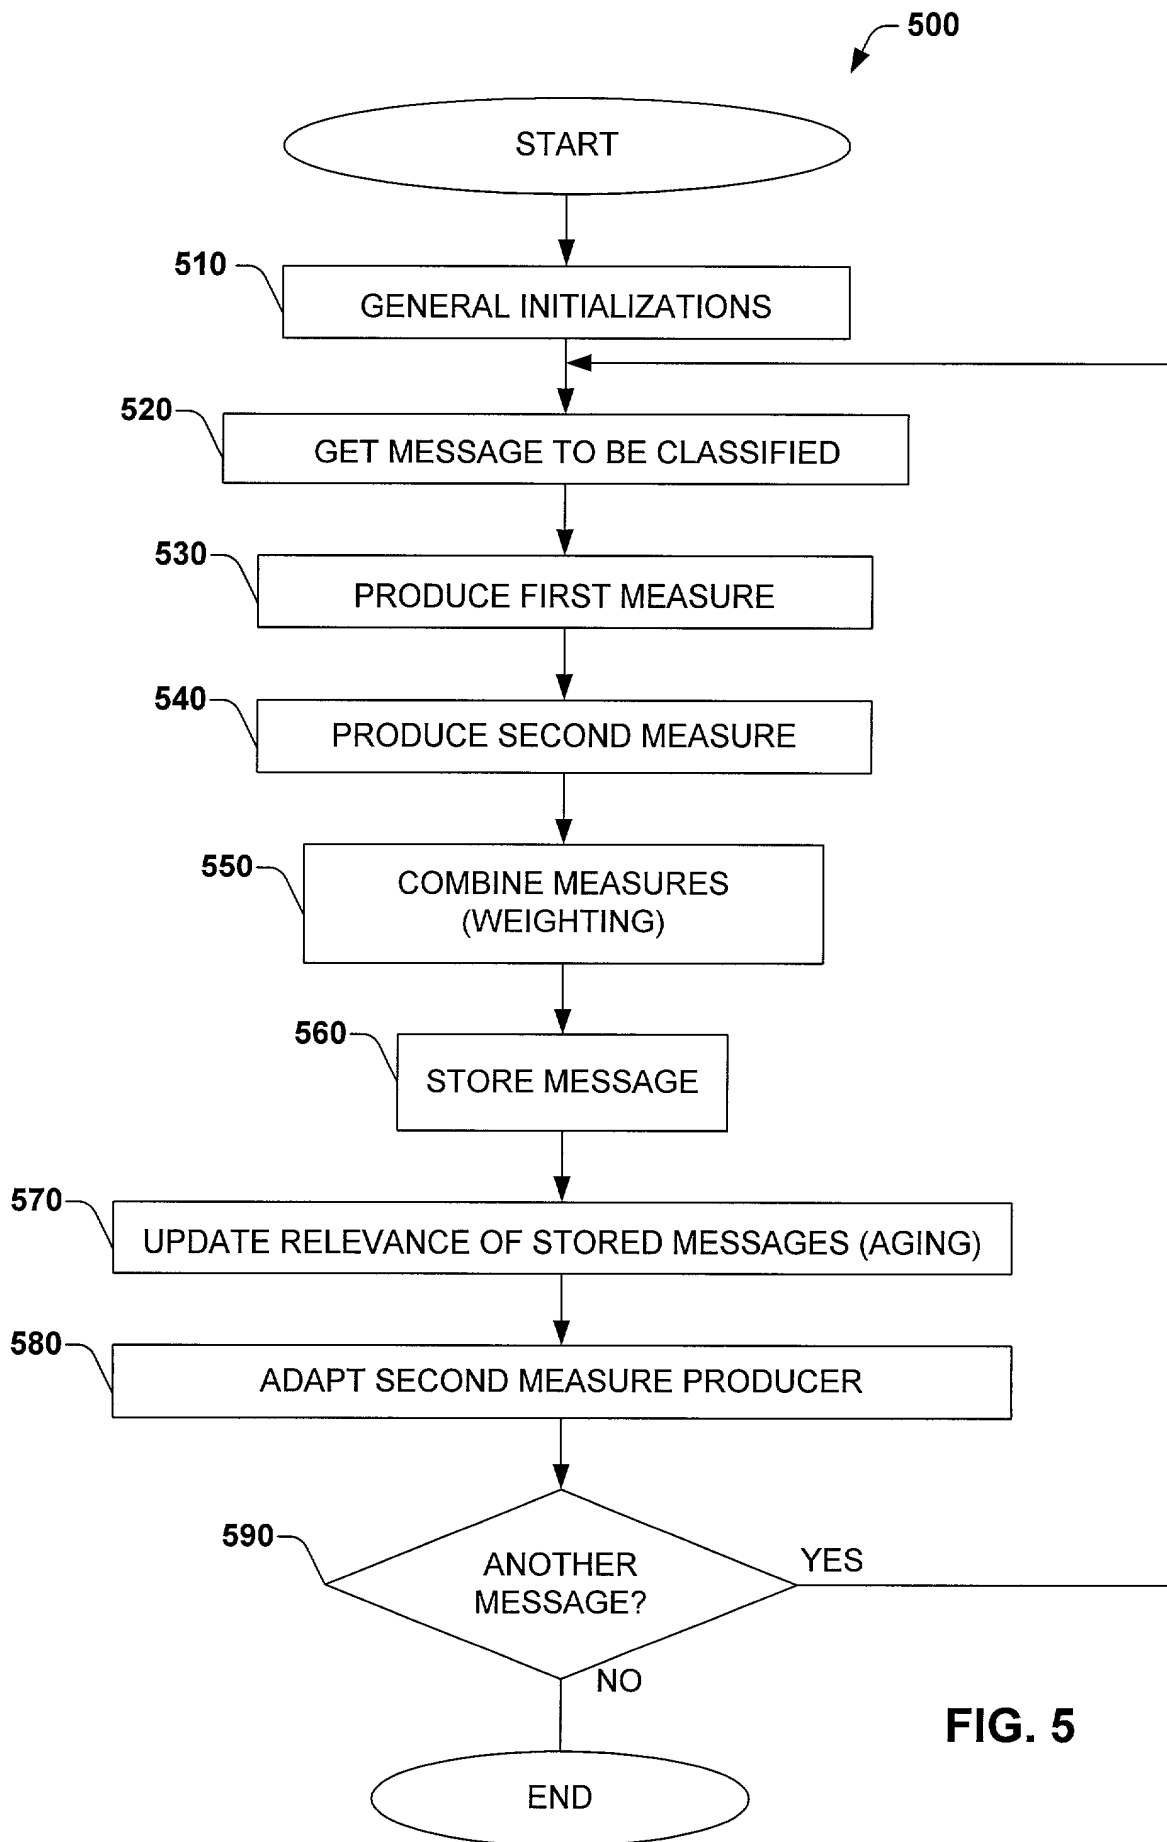 500
START
510
GENERAL INITIALIZATIONS
520
GET MESSAGE TO BE CLASSIFIED
530
PRODUCE FIRST MEASURE
540
PRODUCE SECOND MEASURE
550
COMBINE MEASURES
(WEIGHTING)
560
STORE MESSAGE
570
UPDATE RELEVANCE OF STORED MESSAGES (AGING)
580
ADAPT SECOND MEASURE PRODUCER
590
ANOTHER
MESSAGE?
YES
NO
END
FIG. 5